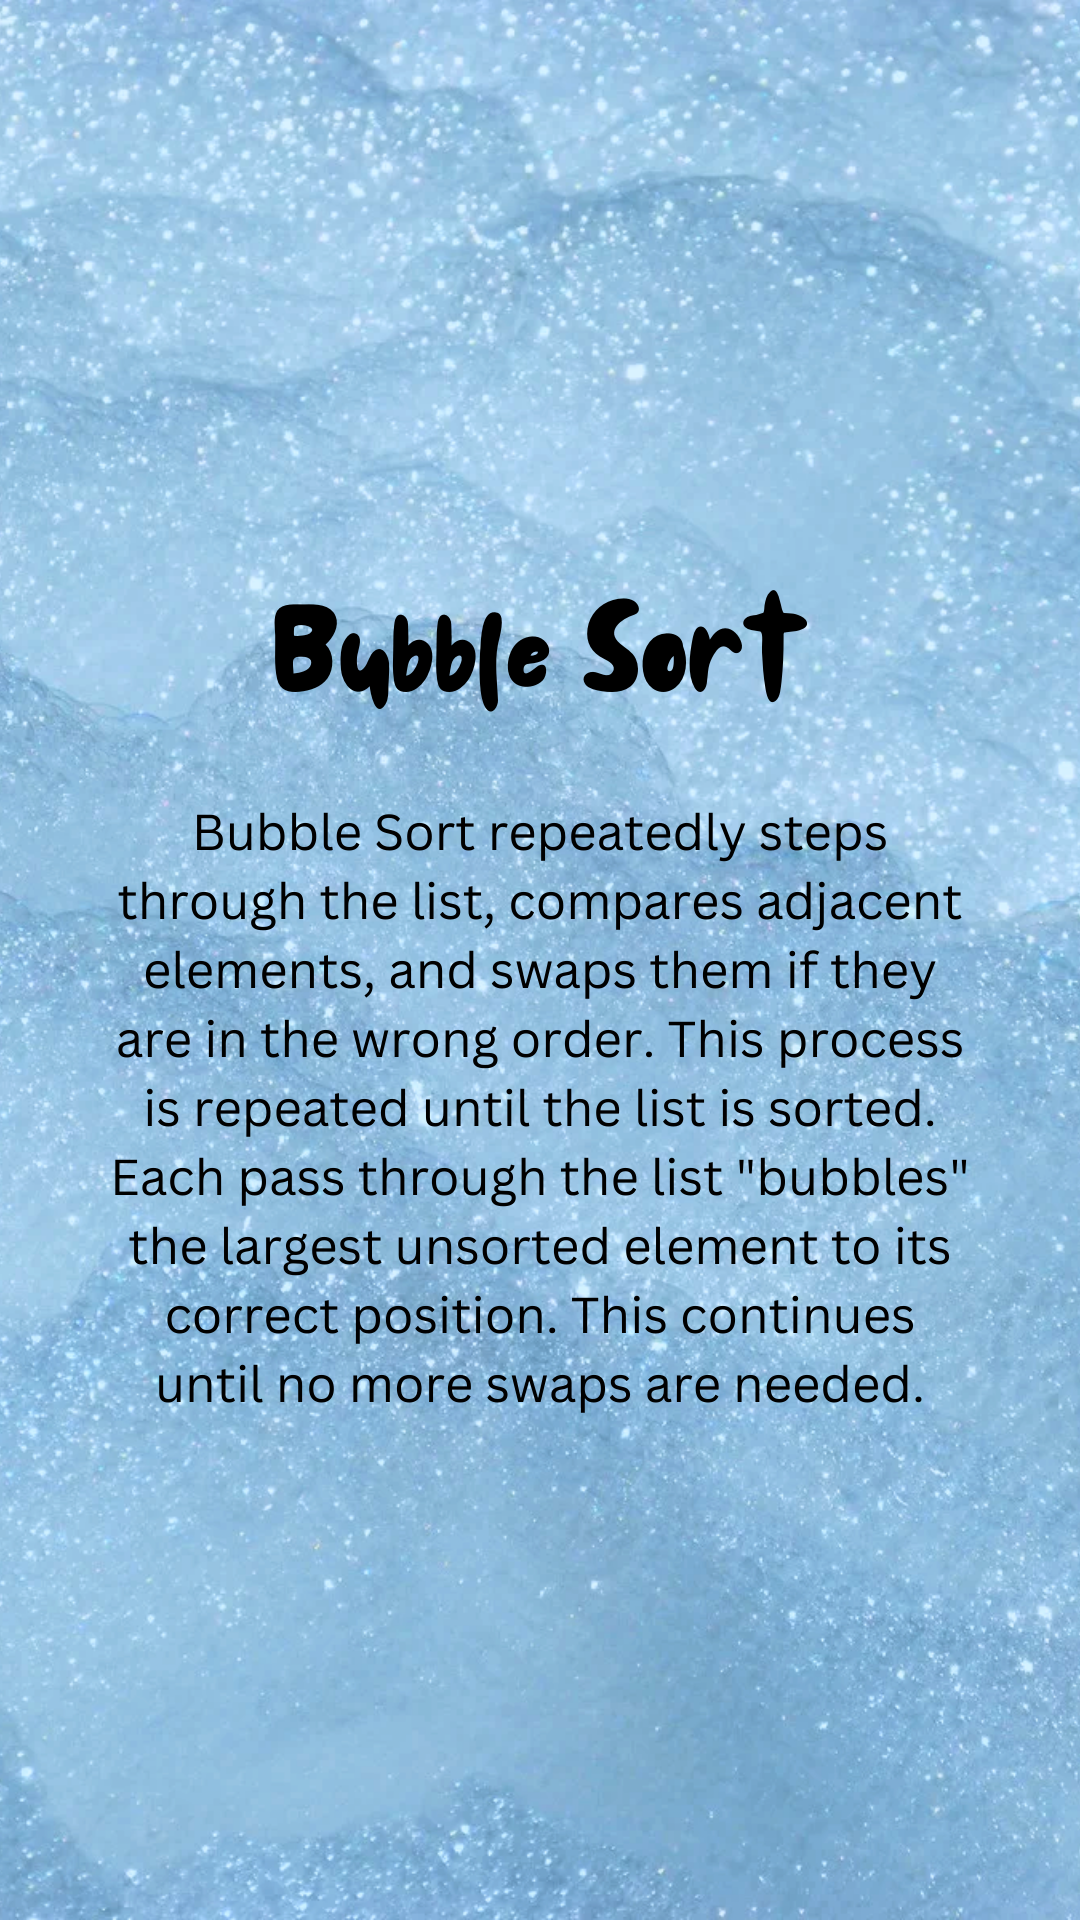 Bubble Sort
Bubble Sort repeatedly steps
through the list, compares adjacent
elements, and swaps them if they
are in the wrong order. This process
is repeated until the list is sorted.
Each pass through the list "bubbles"
the largest unsorted element to its
correct position. This continues
until no more swaps are needed.